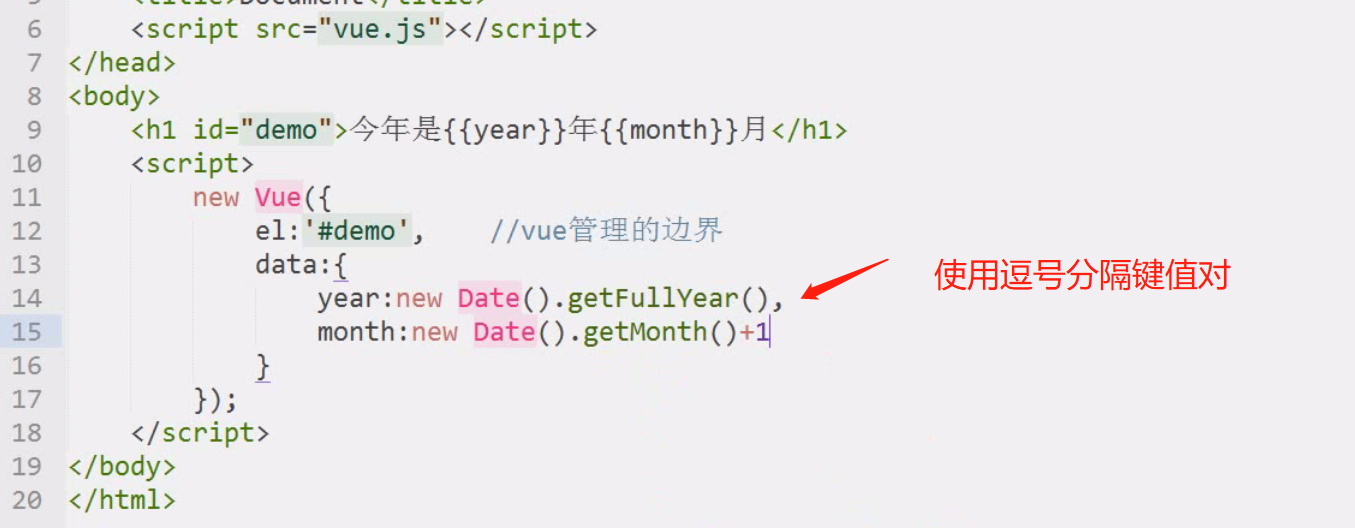 5 <title>Document</title>
6 <script src="vue.js"></script>
7 </head>
8 <body>
9 <h1 id="demo">今年是{{year}}年{{month}}月</h1>
10 <script>
11 new Vue({
12 el:'#demo', //vue管理的边界
13 data:{
14 year:new Date().getFullYear(), 使用逗号分隔键值对
15 month:new Date().getMonth()+1
16 }
17 });
18 </script>
19 </body>
20 </html>